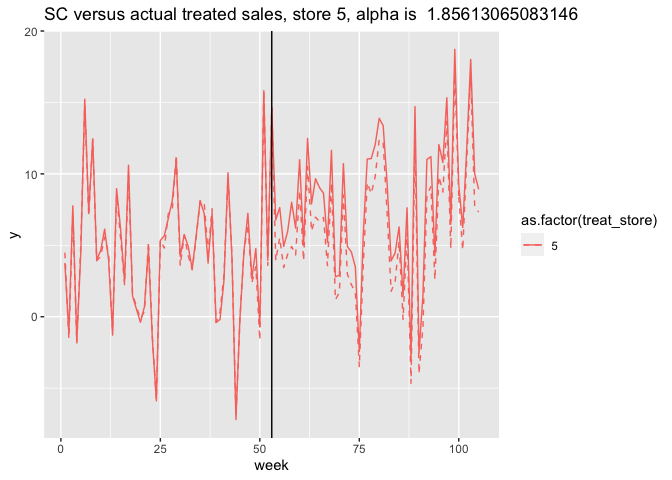 SC versus actual treated sales, store 5, alpha is  1.85613065083146
20
10
0
y
0
25
50
75
100
week
as.factor(treat_store)
5